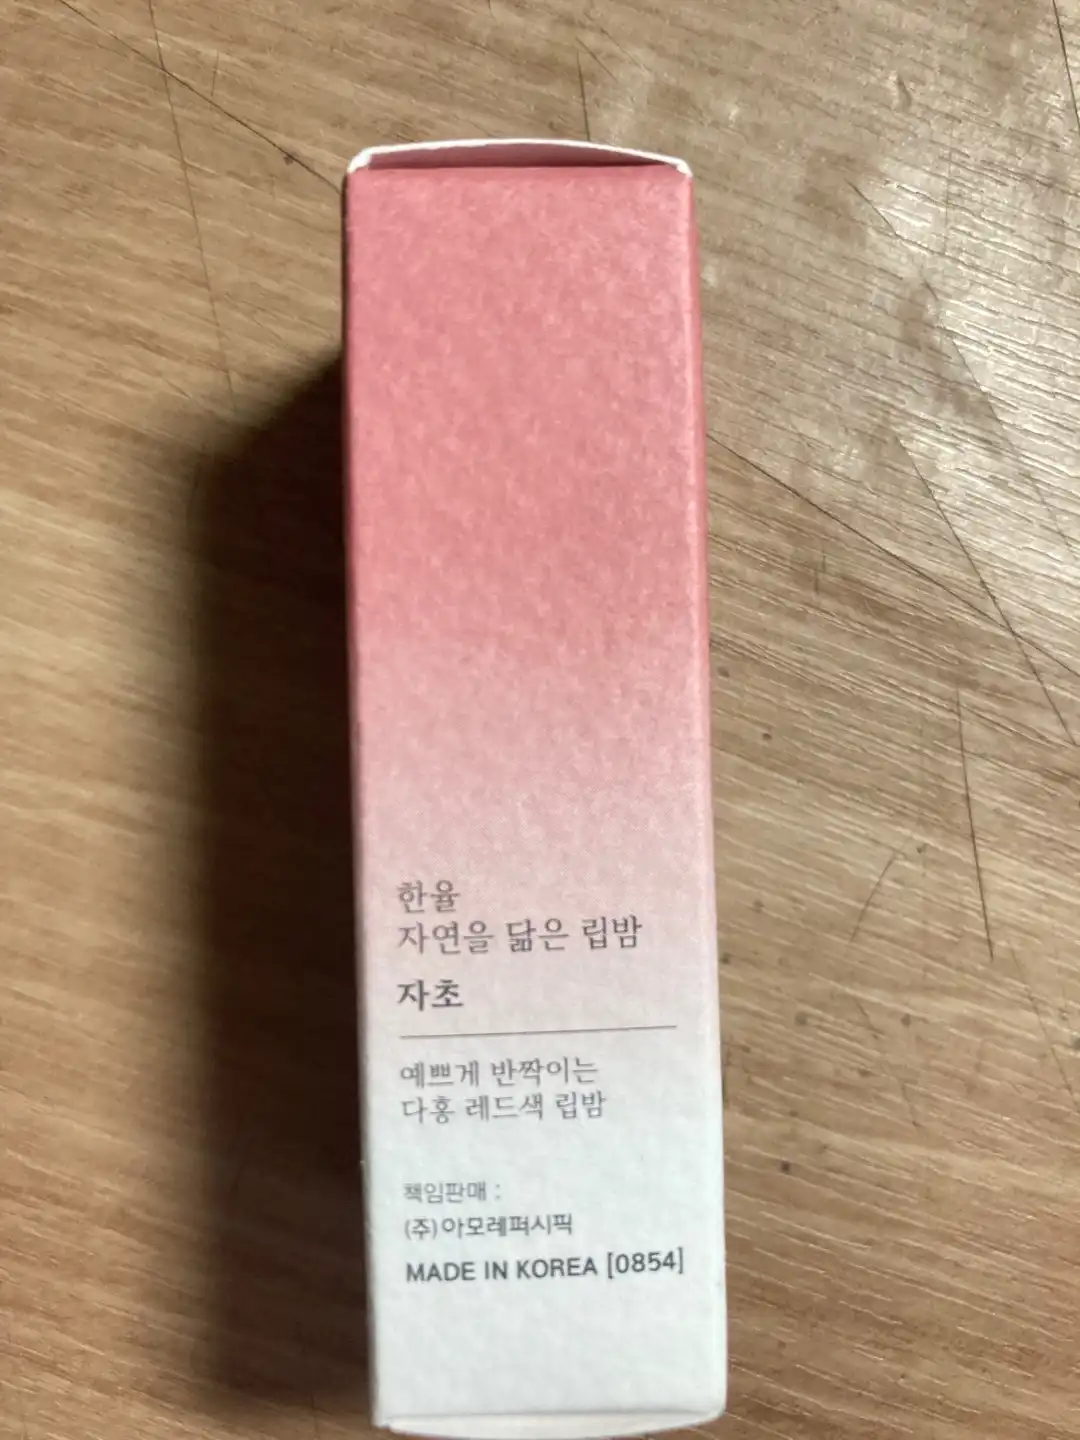 한율
자연을 닮은 립밤
자초
예쁘게 반짝이는
다홍 레드색 립밤
책임판매 :
(주)아모레퍼시픽
MADE IN KOREA [0854]